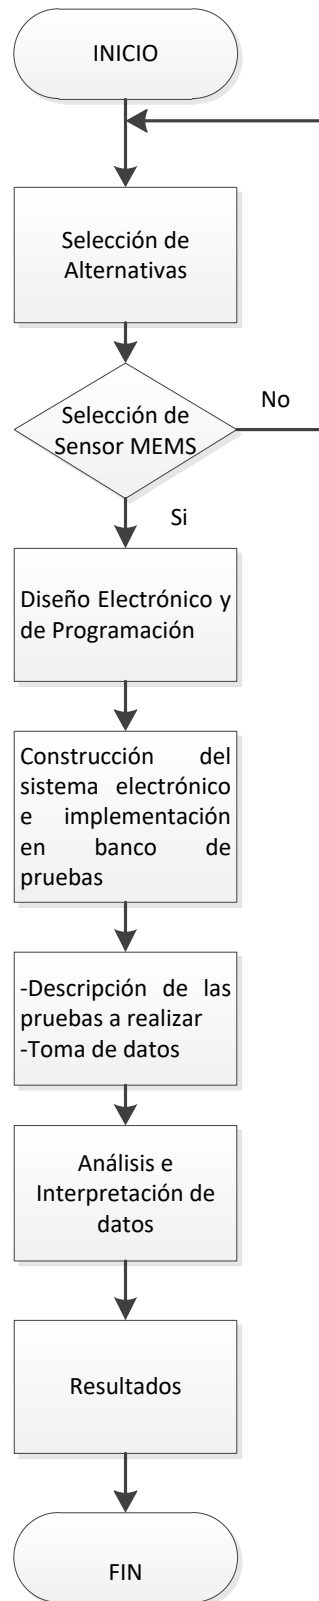 INICIO
Selección de
Alternativas
Selección de
Sensor MEMS
No
Si
Diseño Electrónico y
de Programación
Construcción del
sistema electrónico
e implementación
en banco de
pruebas
-Descripción de las
pruebas a realizar
-Toma de datos
Análisis e
Interpretación de
datos
Resultados
FIN